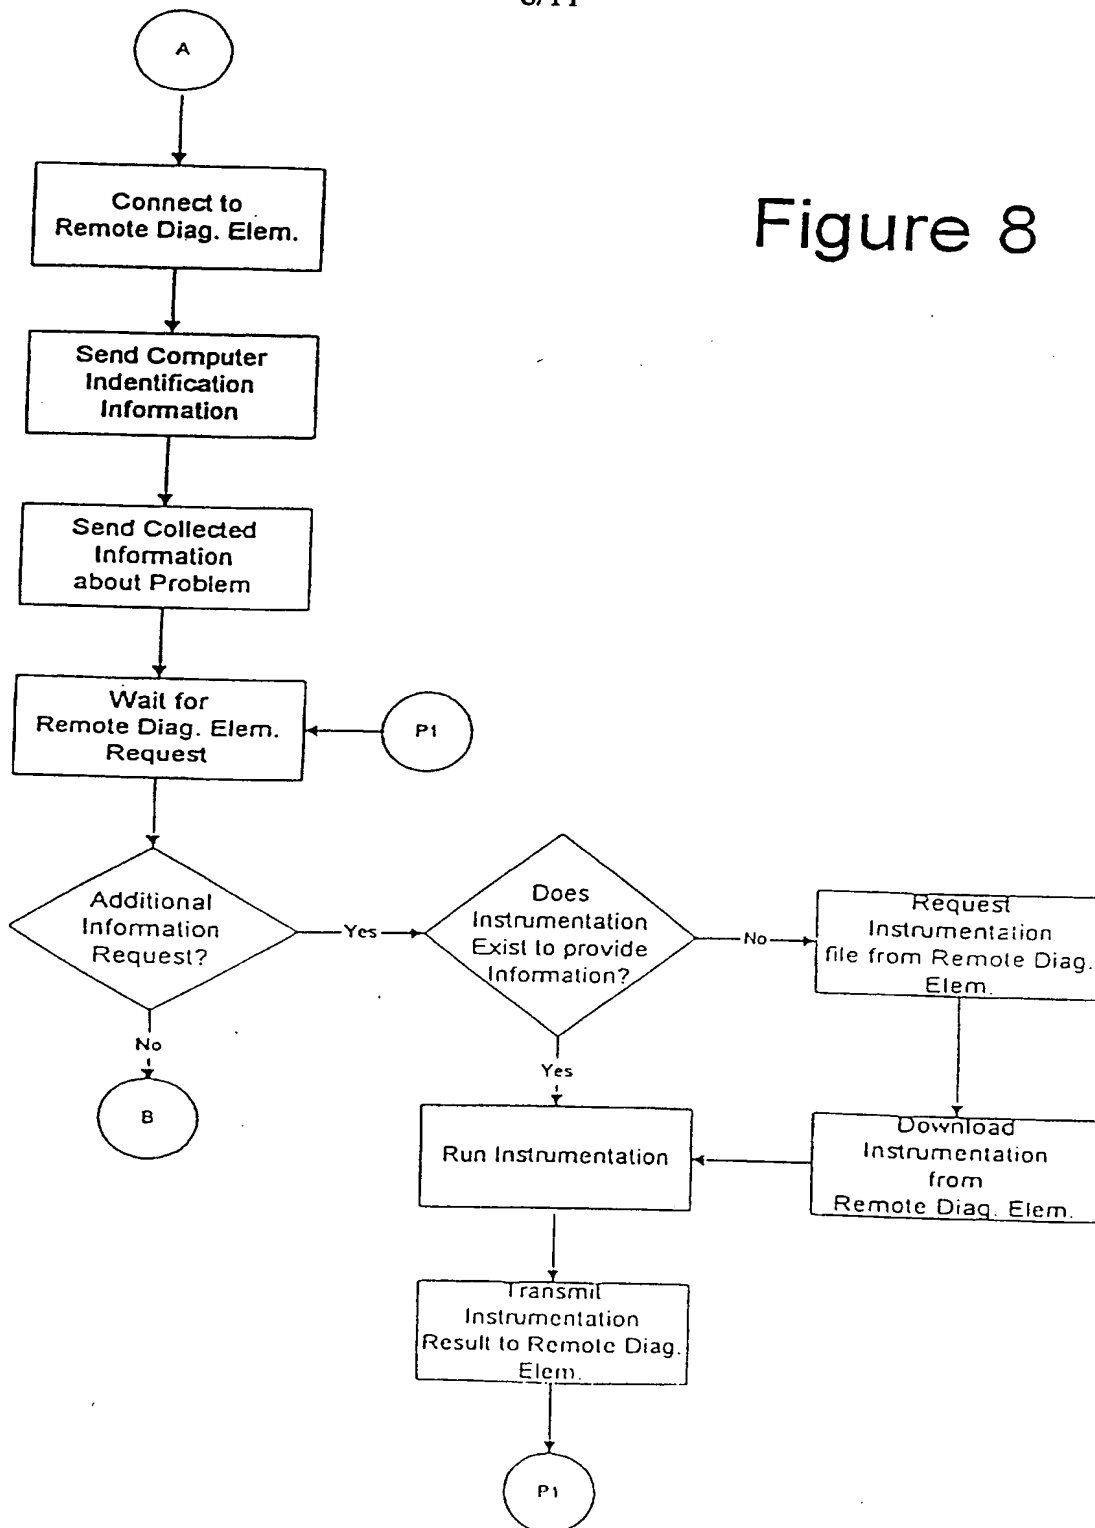 A
Connect to
Remote Diag. Elem.
Figure 8
Send Computer
Indentification
Information
Send Collected
Information
about Problem
Wait for
Remote Diag. Elem.
Request
P1
Additional
Information
Request?
Yes
Does
Instrumentation
Exist to provide
Information?
No
Request
Instrumentation
file from Remote Diag.
Elem.
No
Yes
B
Run Instrumentation
Download
Instrumentation
from
Remote Diag. Elem.
Transmit
Instrumentation
Result to Remote Diag.
Elem.
P1